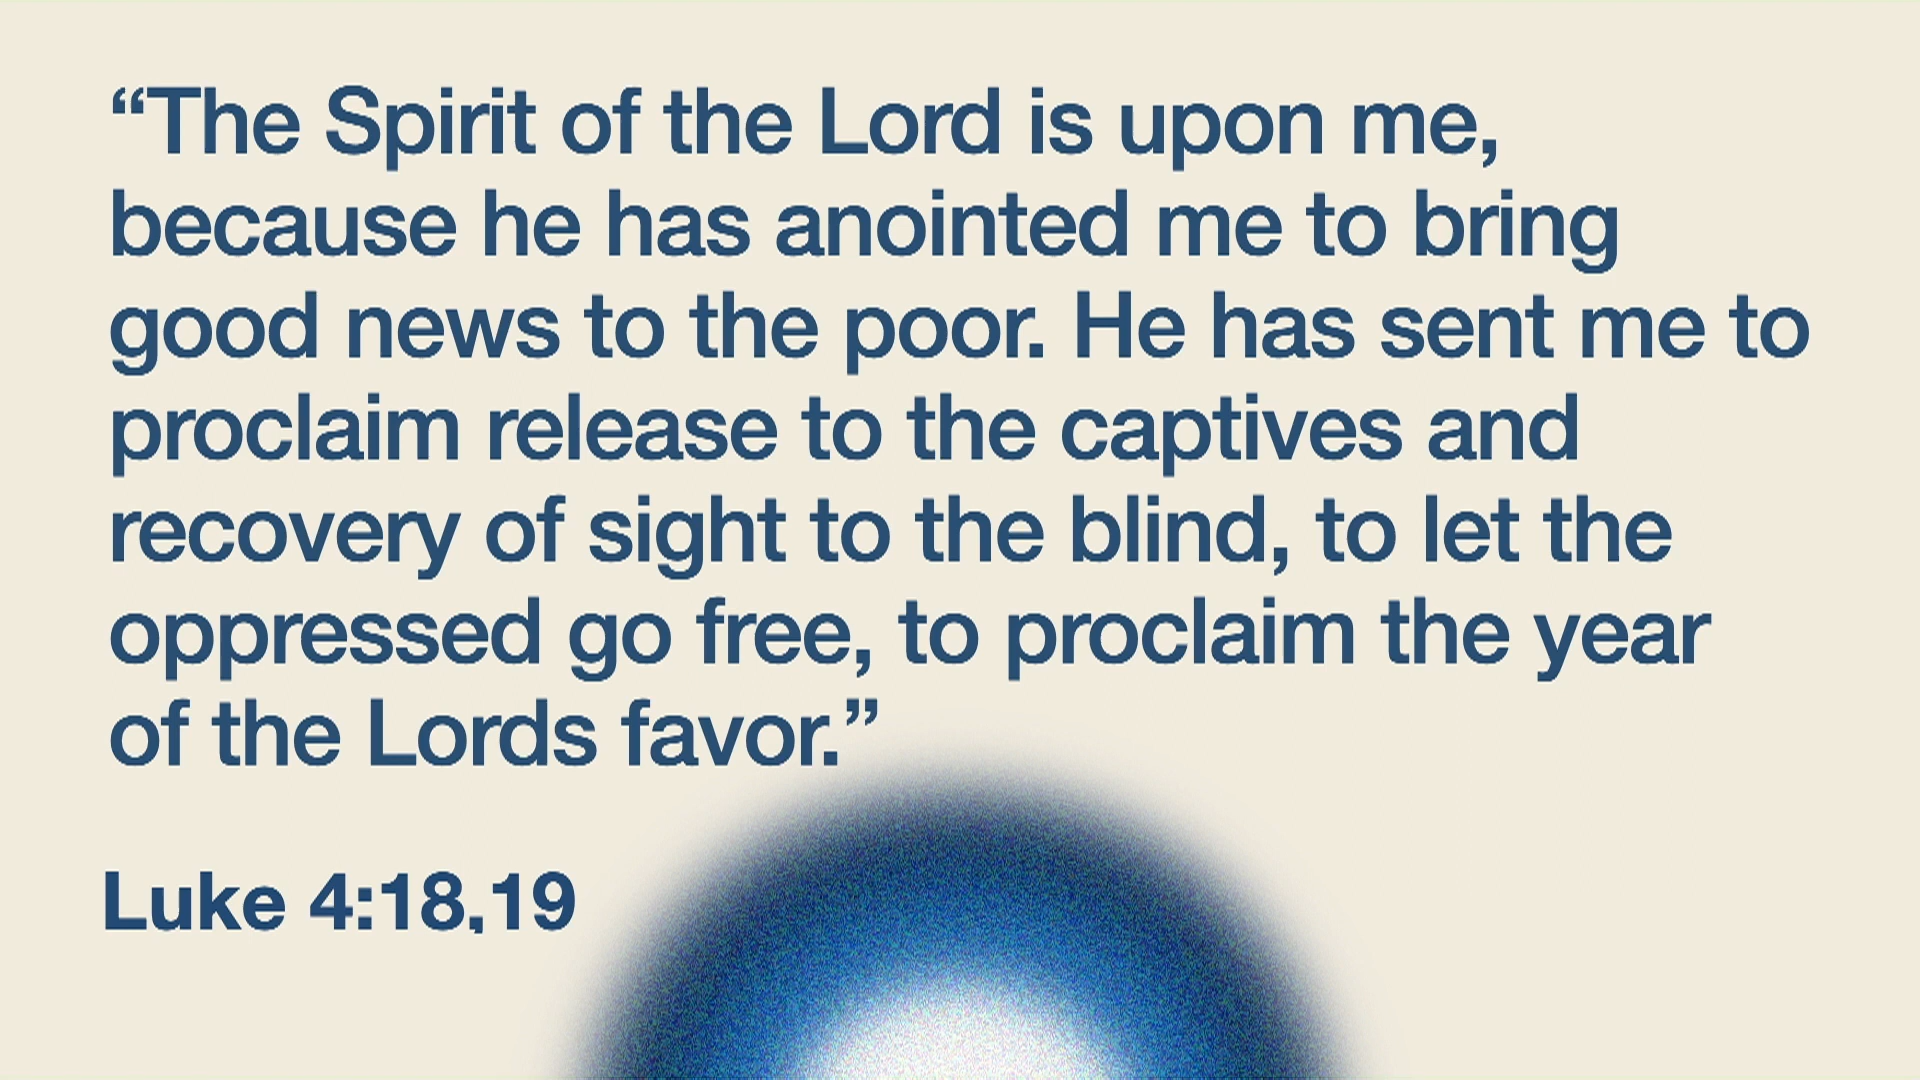 “The Spirit of the Lord is upon me,
because he has anointed me to bring
good news to the poor. He has sent me to
proclaim release to the captives and
recovery of sight to the blind, to let the
oppressed go free, to proclaim the year
of the Lords favor.”
Luke 4:18,19